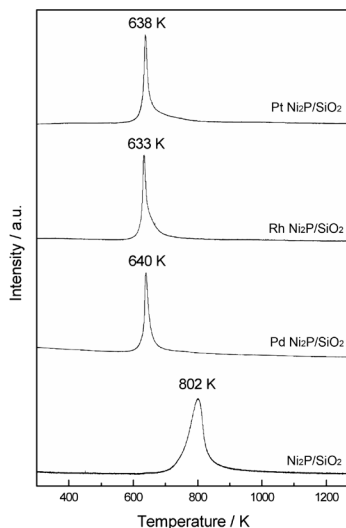 638 K
Pt Ni₂P/SiO₂
633 K
Rh Ni₂P/SiO₂
640 K
Pd Ni₂P/SiO₂
802 K
Ni₂P/SiO₂
Intensity / a.u.
400 600 800 1000 1200
Temperature / K